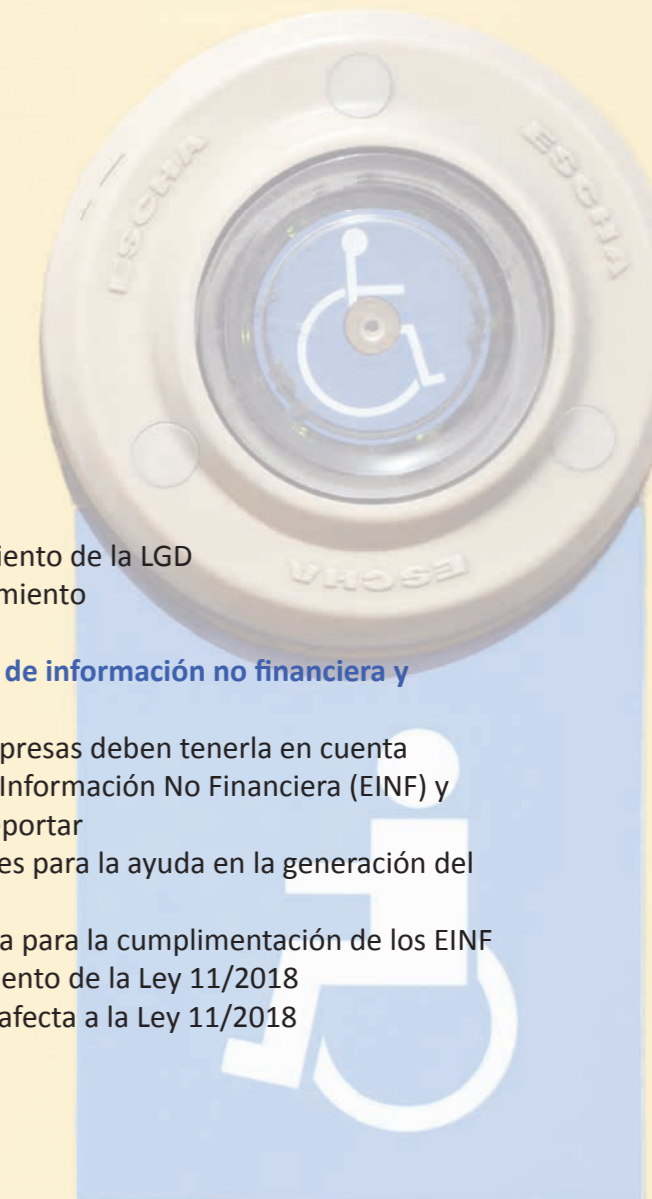 ESCHA
ESCHA
ESCHA
iento de la LGD
miento
de información no financiera y
presas deben tenerla en cuenta
Información No Financiera (EINF) y
portar
es para la ayuda en la generación del
a para la cumplimentación de los EINF
ento de la Ley 11/2018
afecta a la Ley 11/2018